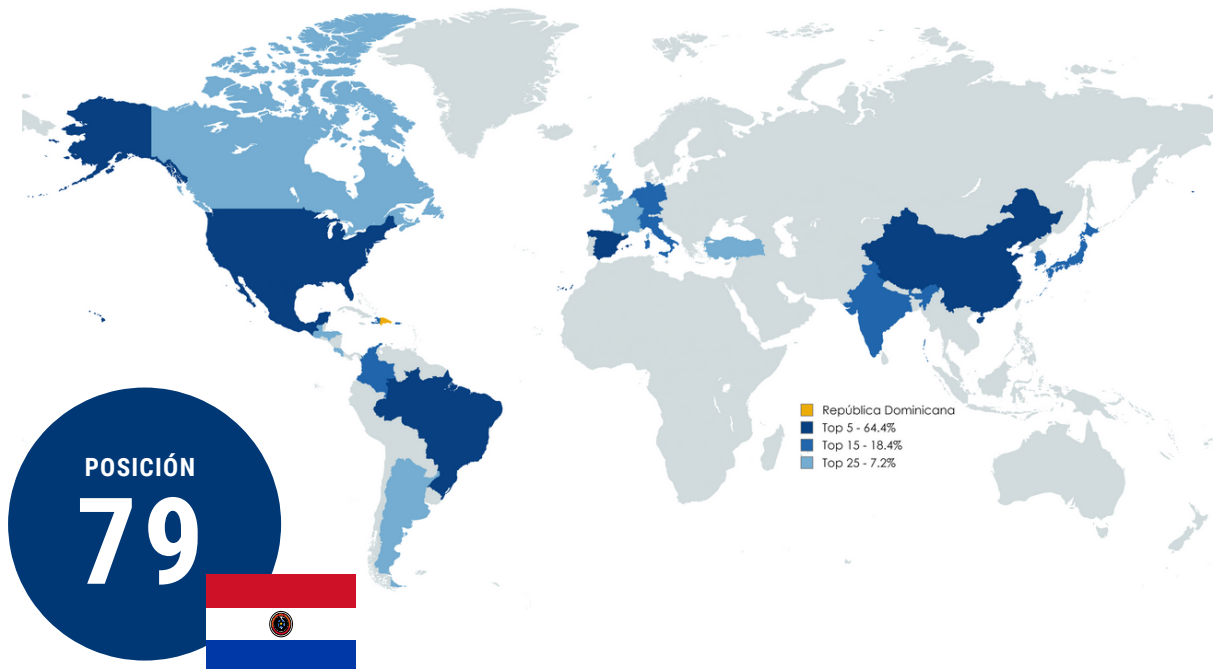 República Dominicana
Top 5 - 64.4%
Top 15 - 18.4%
Top 25 - 7.2%
POSICIÓN
79